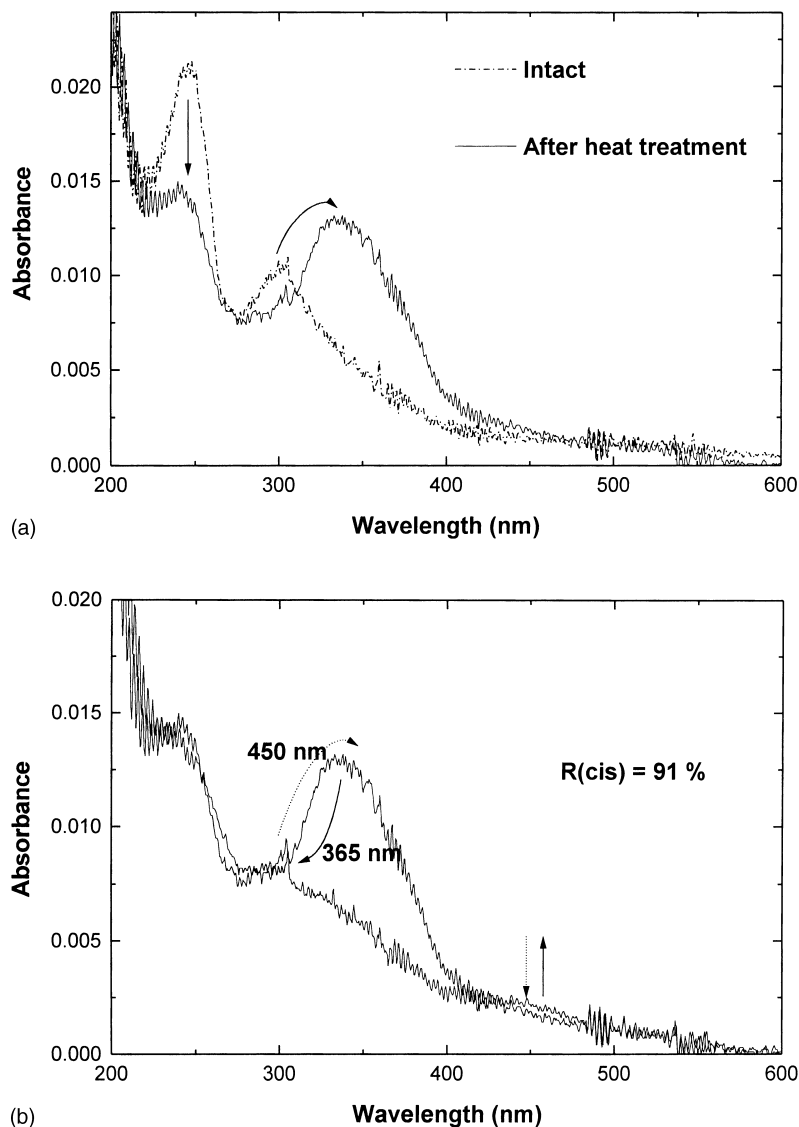 0.020
Intact
After heat treatment
0.015
0.010
0.005
0.000
200 300 400 500 600
Absorbance
Wavelength (nm)
(a)
0.020
0.015
450 nm
R(cis) = 91 %
0.010
365 nm
0.005
0.000
200 300 400 500 600
Absorbance
Wavelength (nm)
(b)